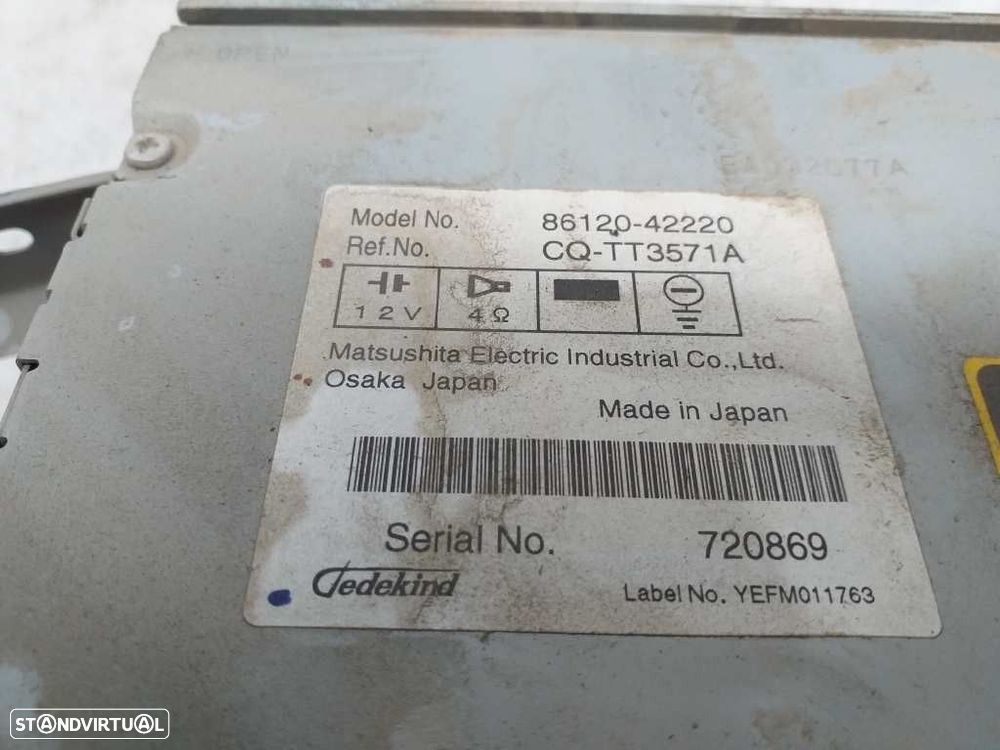 OPEN
Model No. 86120-42220
Ref.No. CQ-TT3571A
12V 4Ω
Matsushita Electric Industrial Co.,Ltd.
Osaka Japan
Made in Japan
Serial No. 720869
Gedekind Label No. YEFM011763
STANDVIRTUAL